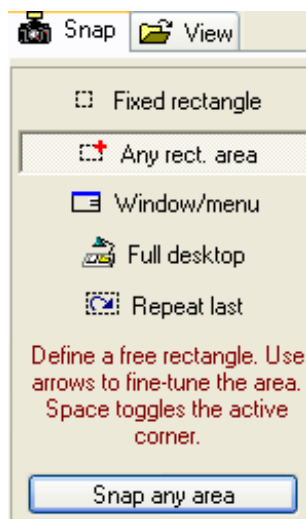 Snap View
Fixed rectangle
Any rect. area
Window/menu
Full desktop
Repeat last
Define a free rectangle. Use
arrows to fine-tune the area.
Space toggles the active
corner.
Snap any area